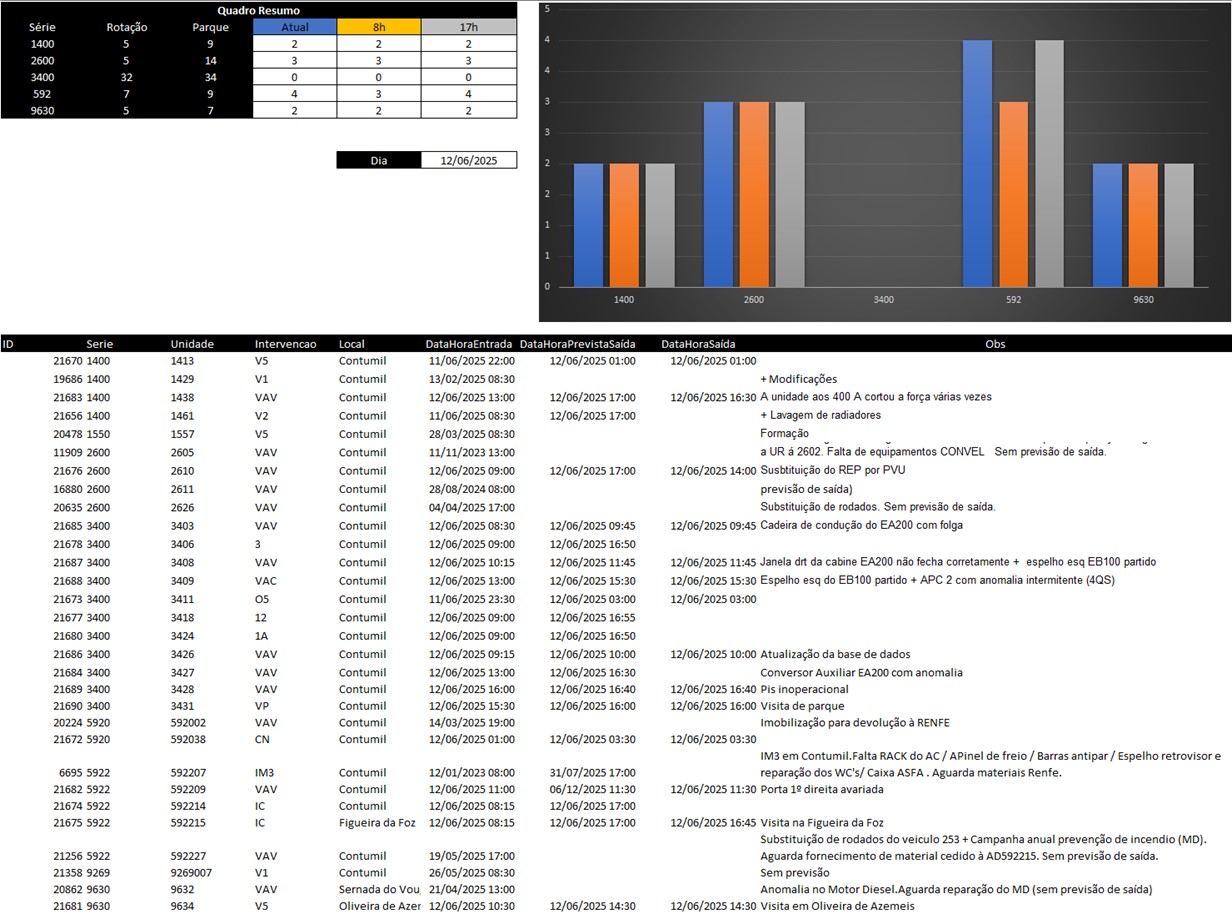 Quadro Resumo
Série Rotação Parque Atual 8h 17h
1400 5 9 2 2 2
2600 5 14 3 3 3
3400 32 34 0 0 0
592 7 9 4 3 4
9630 5 7 2 2 2
Dia 12/06/2025
5
4
4
3
3
2
2
1
1
0
1400 2600 3400 592 9630
ID Serie Unidade Intervencao Local DataHoraEntrada DataHoraPrevistaSaída DataHoraSaída Obs
21670 1400 1413 V5 Contumil 11/06/2025 22:00 12/06/2025 01:00 12/06/2025 01:00
19686 1400 1429 V1 Contumil 13/02/2025 08:30 + Modificações
21683 1400 1438 VAV Contumil 12/06/2025 13:00 12/06/2025 17:00 12/06/2025 16:30 A unidade aos 400 A cortou a força várias vezes
21656 1400 1461 V2 Contumil 11/06/2025 08:30 12/06/2025 17:00 + Lavagem de radiadores
20478 1550 1557 V5 Contumil 28/03/2025 08:30 Formação
11909 2600 2605 VAV Contumil 11/11/2023 13:00 a UR á 2602. Falta de equipamentos CONVEL Sem previsão de saída.
21676 2600 2610 VAV Contumil 12/06/2025 09:00 12/06/2025 17:00 12/06/2025 14:00 Susbtituição do REP por PVU
16880 2600 2611 VAV Contumil 28/08/2024 08:00 previsão de saída)
20635 2600 2626 VAV Contumil 04/04/2025 17:00 Substituição de rodados. Sem previsão de saída.
21685 3400 3403 VAV Contumil 12/06/2025 08:30 12/06/2025 09:45 12/06/2025 09:45 Cadeira de condução do EA200 com folga
21678 3400 3406 3 Contumil 12/06/2025 09:00 12/06/2025 16:50
21687 3400 3408 VAV Contumil 12/06/2025 10:15 12/06/2025 11:45 12/06/2025 11:45 Janela drt da cabine EA200 não fecha corretamente + espelho esq EB100 partido
21688 3400 3409 VAC Contumil 12/06/2025 13:00 12/06/2025 15:30 12/06/2025 15:30 Espelho esq do EB100 partido + APC 2 com anomalia intermitente (4QS)
21673 3400 3411 O5 Contumil 11/06/2025 23:30 12/06/2025 03:00 12/06/2025 03:00
21677 3400 3418 12 Contumil 12/06/2025 09:00 12/06/2025 16:55
21680 3400 3424 1A Contumil 12/06/2025 09:00 12/06/2025 16:50
21686 3400 3426 VAV Contumil 12/06/2025 09:15 12/06/2025 10:00 12/06/2025 10:00 Atualização da base de dados
21684 3400 3427 VAV Contumil 12/06/2025 13:00 12/06/2025 16:30 Conversor Auxiliar EA200 com anomalia
21689 3400 3428 VAV Contumil 12/06/2025 16:00 12/06/2025 16:40 12/06/2025 16:40 Pis inoperacional
21690 3400 3431 VP Contumil 12/06/2025 15:30 12/06/2025 16:00 12/06/2025 16:00 Visita de parque
20224 5920 592002 VAV Contumil 14/03/2025 19:00 Imobilização para devolução à RENFE
21672 5920 592038 CN Contumil 12/06/2025 01:00 12/06/2025 03:30 12/06/2025 03:30
IM3 em Contumil.Falta RACK do AC / APinel de freio / Barras antipar / Espelho retrovisor e
6695 5922 592207 IM3 Contumil 12/01/2023 08:00 31/07/2025 17:00 reparação dos WC's/ Caixa ASFA . Aguarda materiais Renfe.
21682 5922 592209 VAV Contumil 12/06/2025 11:00 06/12/2025 11:30 12/06/2025 11:30 Porta 1º direita avariada
21674 5922 592214 IC Contumil 12/06/2025 08:15 12/06/2025 17:00
21675 5922 592215 IC Figueira da Foz 12/06/2025 08:15 12/06/2025 17:00 12/06/2025 16:45 Visita na Figueira da Foz
Substituição de rodados do veiculo 253 + Campanha anual prevenção de incendio (MD).
21256 5922 592227 VAV Contumil 19/05/2025 17:00 Aguarda fornecimento de material cedido à AD592215. Sem previsão de saída.
21358 9269 9269007 V1 Contumil 26/05/2025 08:30 Sem previsão
20862 9630 9632 VAV Sernada do Vou 21/04/2025 13:00 Anomalia no Motor Diesel.Aguarda reparação do MD (sem previsão de saída)
21681 9630 9634 V5 Oliveira de Azer 12/06/2025 10:30 12/06/2025 14:30 12/06/2025 14:30 Visita em Oliveira de Azemeis